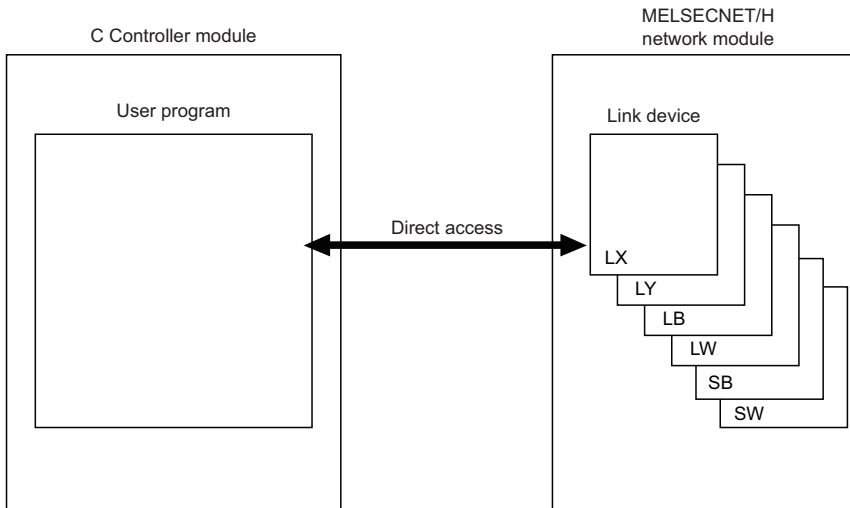 C Controller module
MELSECNET/H
network module
User program
Link device
Direct access
LX
LY
LB
LW
SB
SW